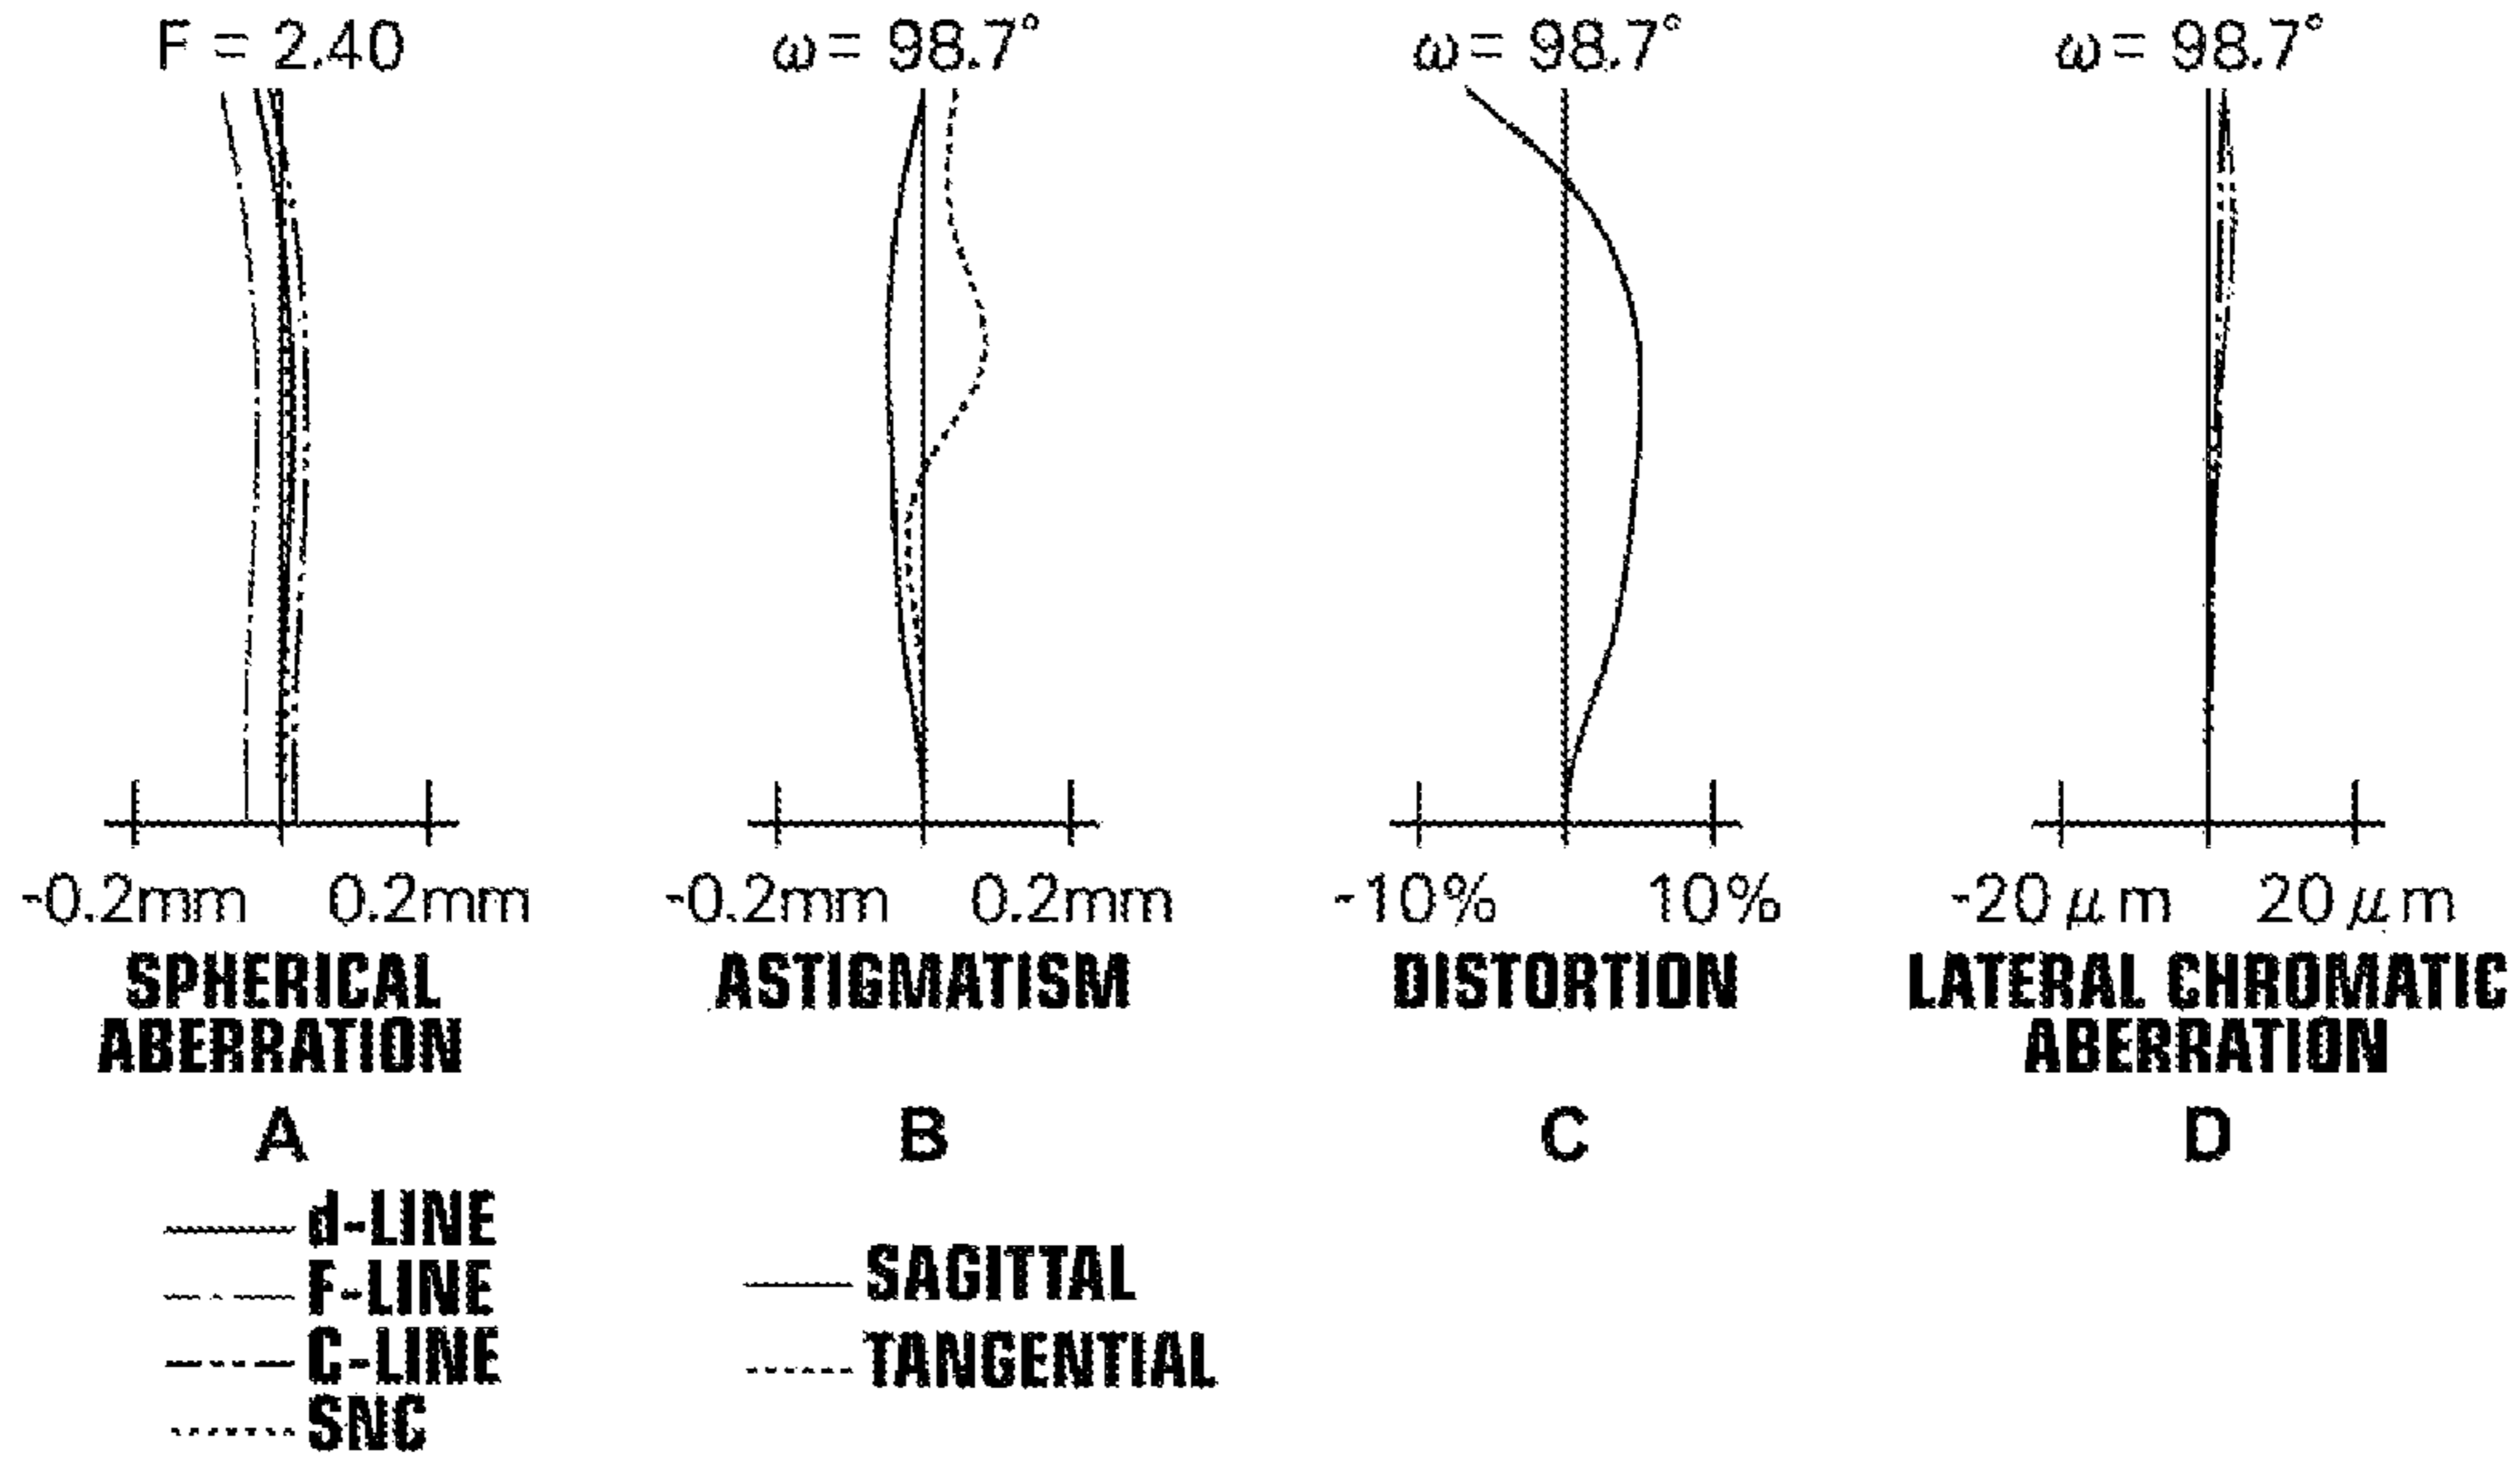 F = 2.40
ω = 98.7°
ω = 98.7°
ω = 98.7°
-0.2mm 0.2mm
-0.2mm 0.2mm
-10% 10%
-20μm 20μm
SPHERICAL
ABERRATION
ASTIGMATISM
DISTORTION
LATERAL CHROMATIC
ABERRATION
A
B
C
D
d-LINE
F-LINE
C-LINE
SNC
SAGITTAL
TANGENTIAL